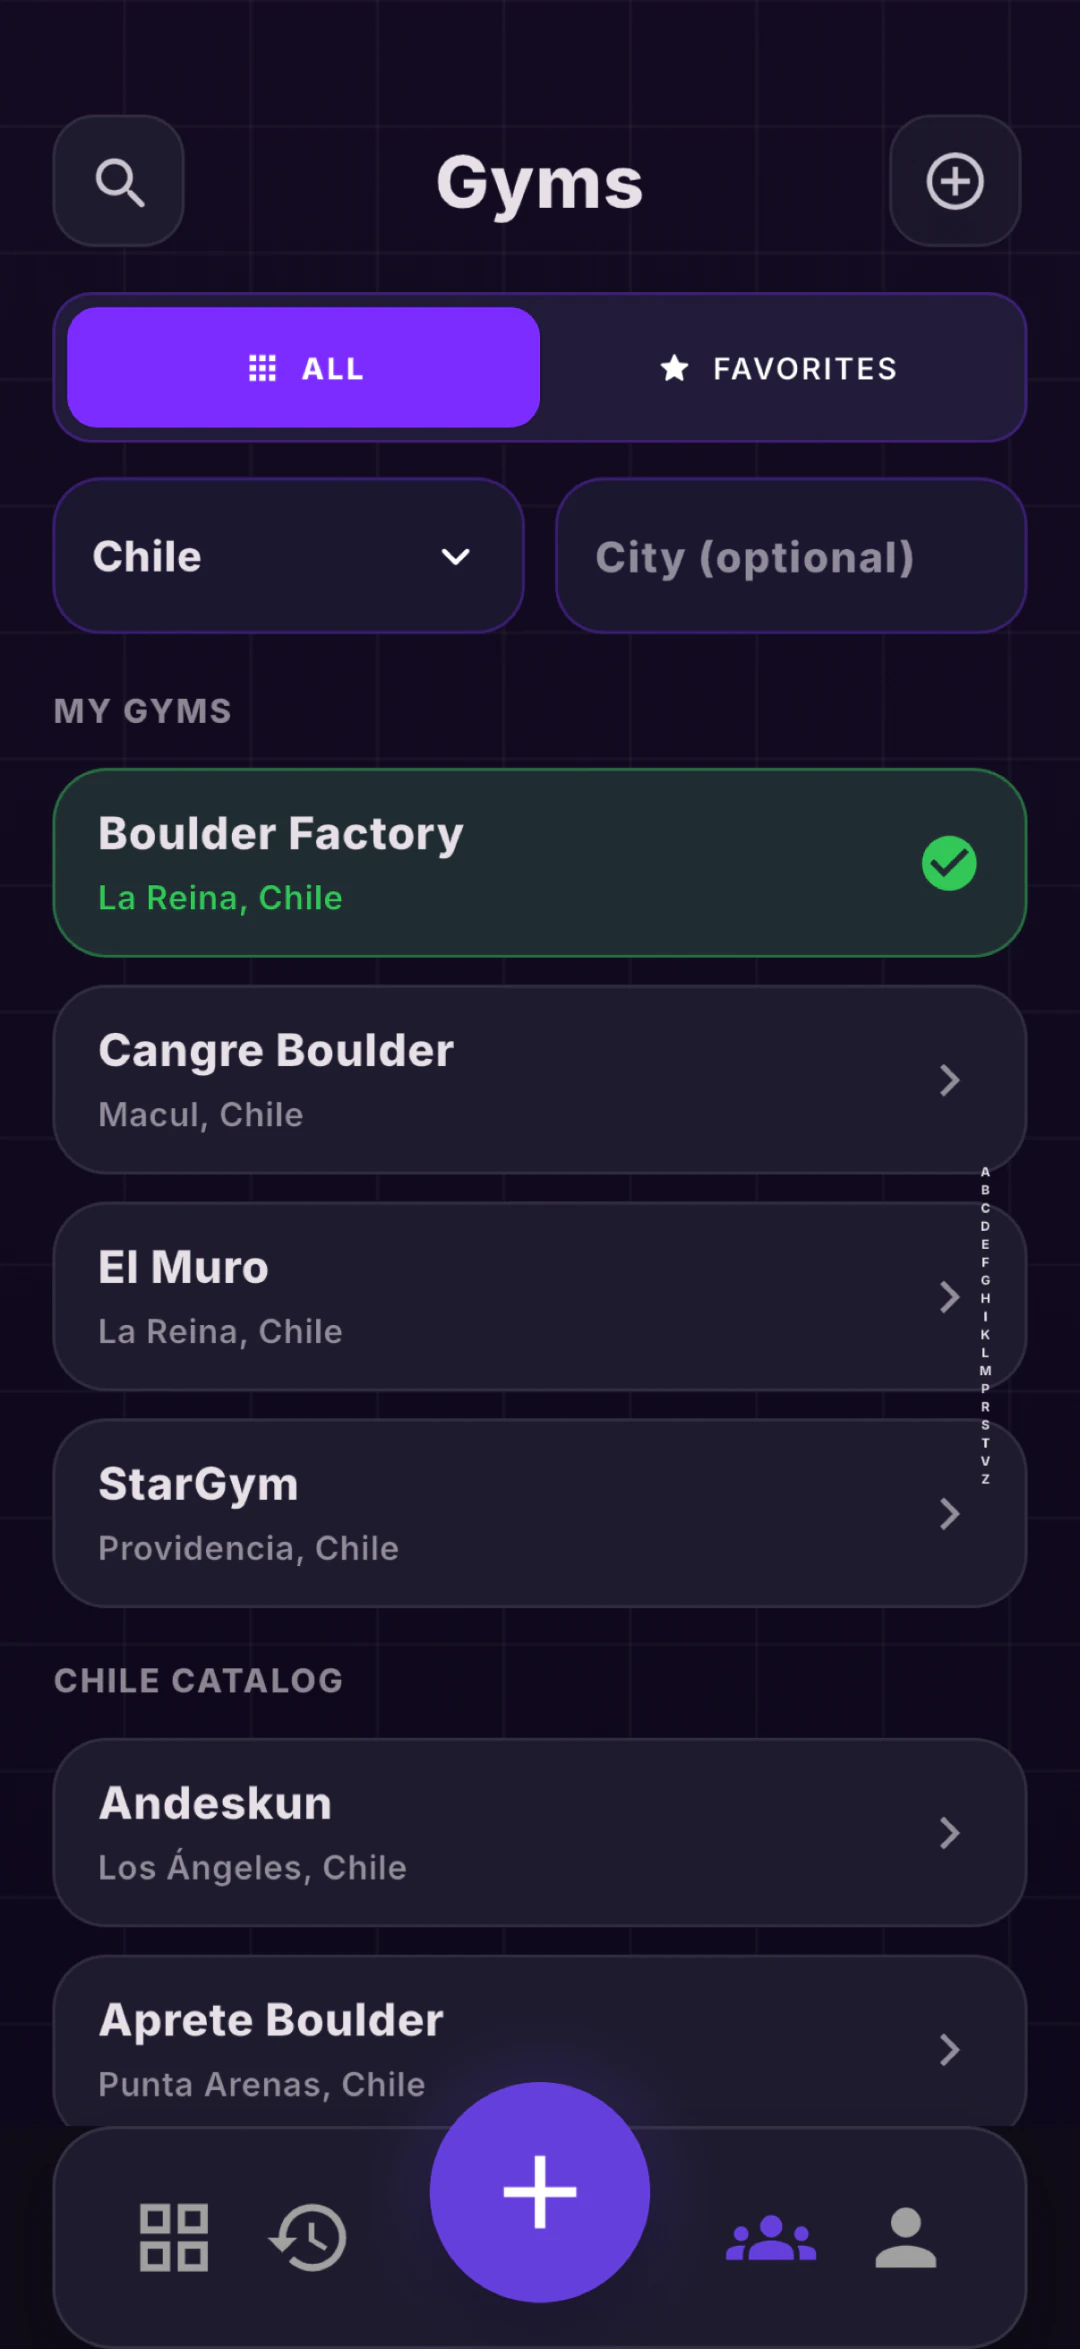 Gyms
ALL
FAVORITES
Chile
City (optional)
MY GYMS
Boulder Factory
La Reina, Chile
Cangre Boulder
Macul, Chile
El Muro
La Reina, Chile
StarGym
Providencia, Chile
A
B
C
D
E
F
G
H
I
K
L
M
P
R
S
T
V
Z
CHILE CATALOG
Andeskun
Los Ángeles, Chile
Aprete Boulder
Punta Arenas, Chile